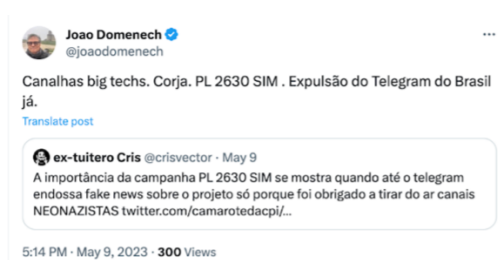 Joao Domenech
@joaodomenech
Canalhas big techs. Corja. PL 2630 SIM . Expulsão do Telegram do Brasil
já.
Translate post
ex-tuitero Cris @crisvector · May 9
A importância da campanha PL 2630 SIM se mostra quando até o telegram
endossa fake news sobre o projeto só porque foi obrigado a tirar do ar canais
NEONAZISTAS twitter.com/camarotedacpi/...
5:14 PM · May 9, 2023 · 300 Views